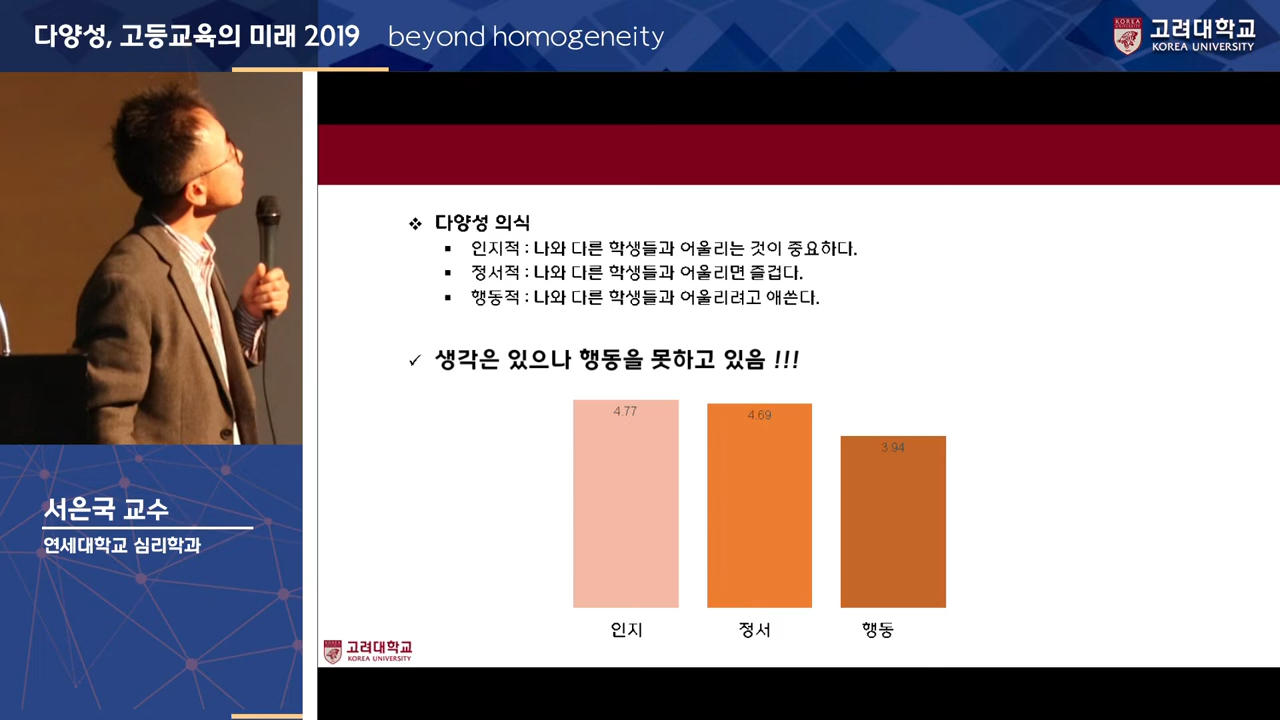 다양성, 고등교육의 미래 2019 beyond homogeneity
KOREA
고려대학교
KOREA UNIVERSITY
❖ 다양성 의식
▪ 인지적 : 나와 다른 학생들과 어울리는 것이 중요하다.
▪ 정서적 : 나와 다른 학생들과 어울리면 즐겁다.
▪ 행동적 : 나와 다른 학생들과 어울리려고 애쓴다.
✓ 생각은 있으나 행동을 못하고 있음 !!!
4.77 4.69 3.94
인지 정서 행동
서은국 교수
연세대학교 심리학과
고려대학교
KOREA UNIVERSITY